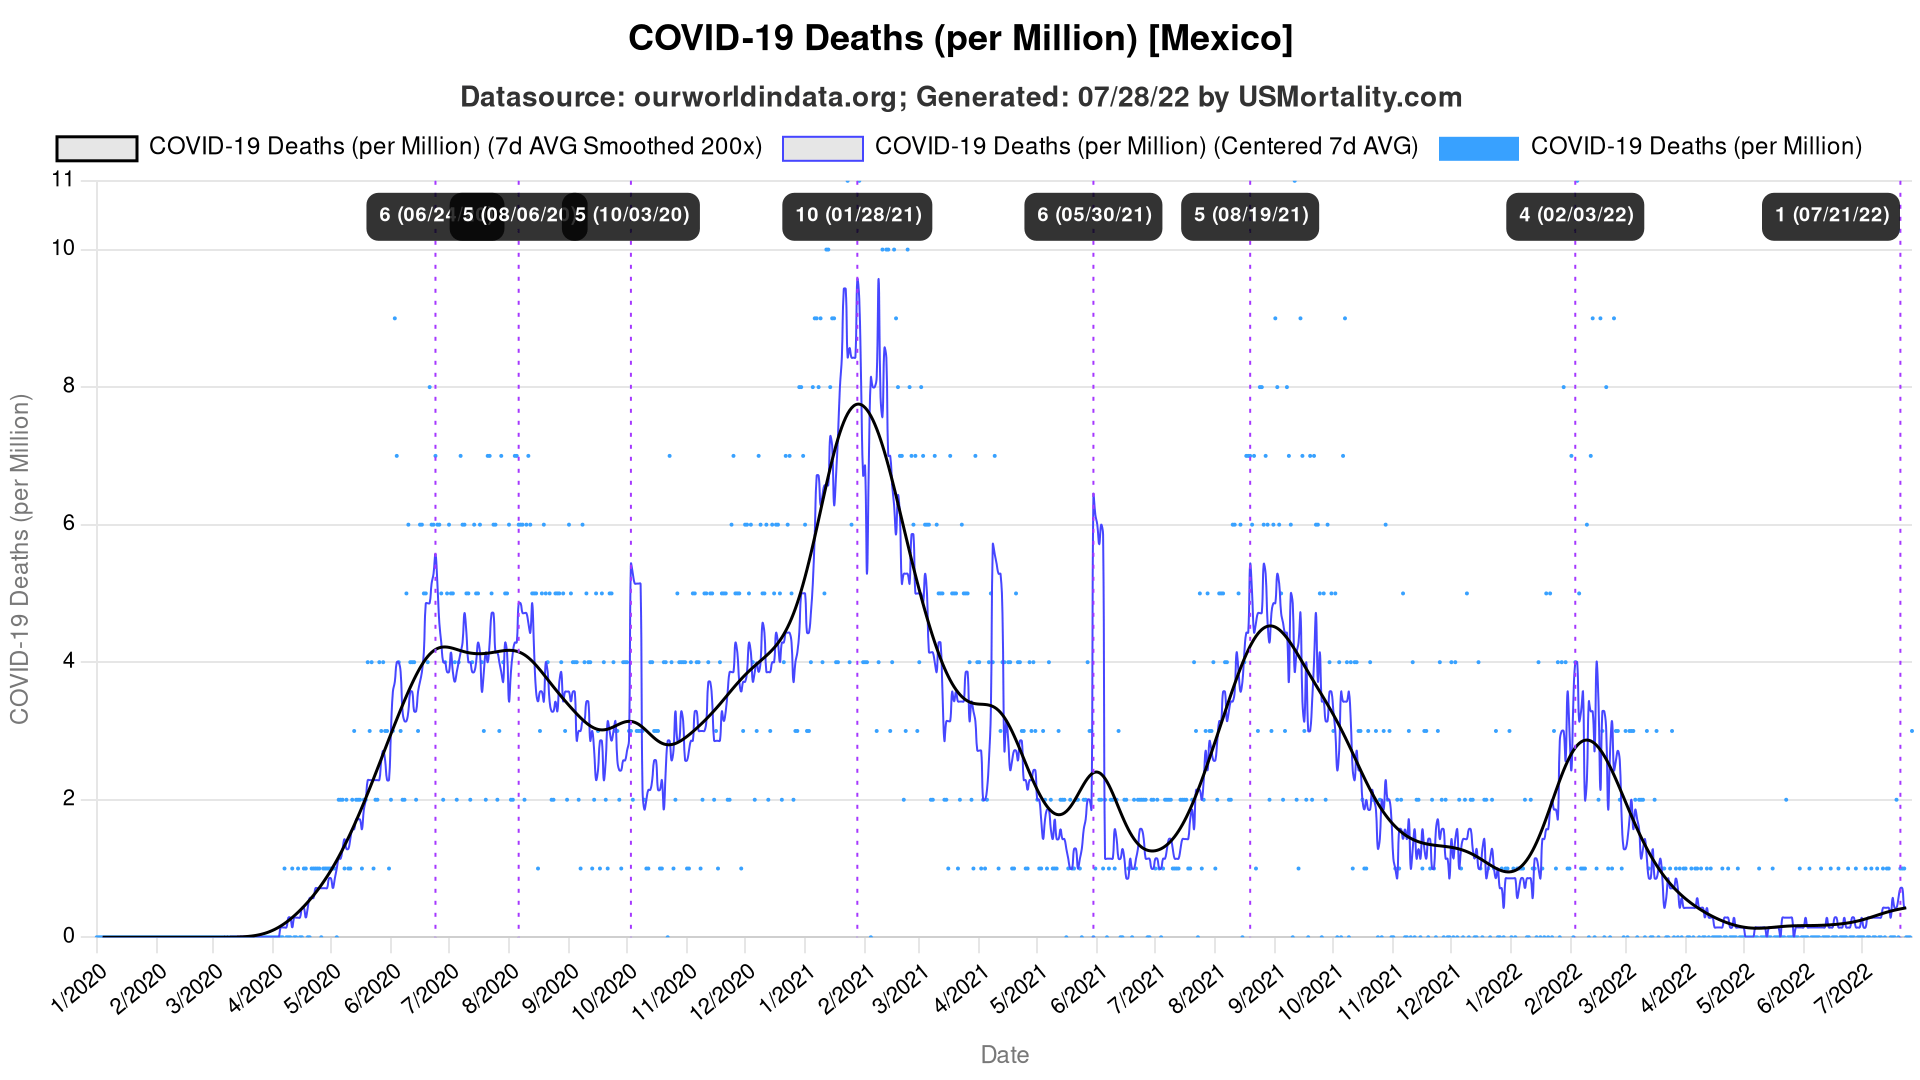 COVID-19 Deaths (per Million) [Mexico]
Datasource: ourworldindata.org; Generated: 07/28/22 by USMortality.com
COVID-19 Deaths (per Million) (7d AVG Smoothed 200x) COVID-19 Deaths (per Million) (Centered 7d AVG) COVID-19 Deaths (per Million)
11
6 (06/24 5 (08/06/20) 5 (10/03/20) 10 (01/28/21) 6 (05/30/21) 5 (08/19/21) 4 (02/03/22) 1 (07/21/22)
10
8
6
4
2
0
COVID-19 Deaths (per Million)
1/2020 2/2020 3/2020 4/2020 5/2020 6/2020 7/2020 8/2020 9/2020 10/2020 11/2020 12/2020 1/2021 2/2021 3/2021 4/2021 5/2021 6/2021 7/2021 8/2021 9/2021 10/2021 11/2021 12/2021 1/2022 2/2022 3/2022 4/2022 5/2022 6/2022 7/2022
Date